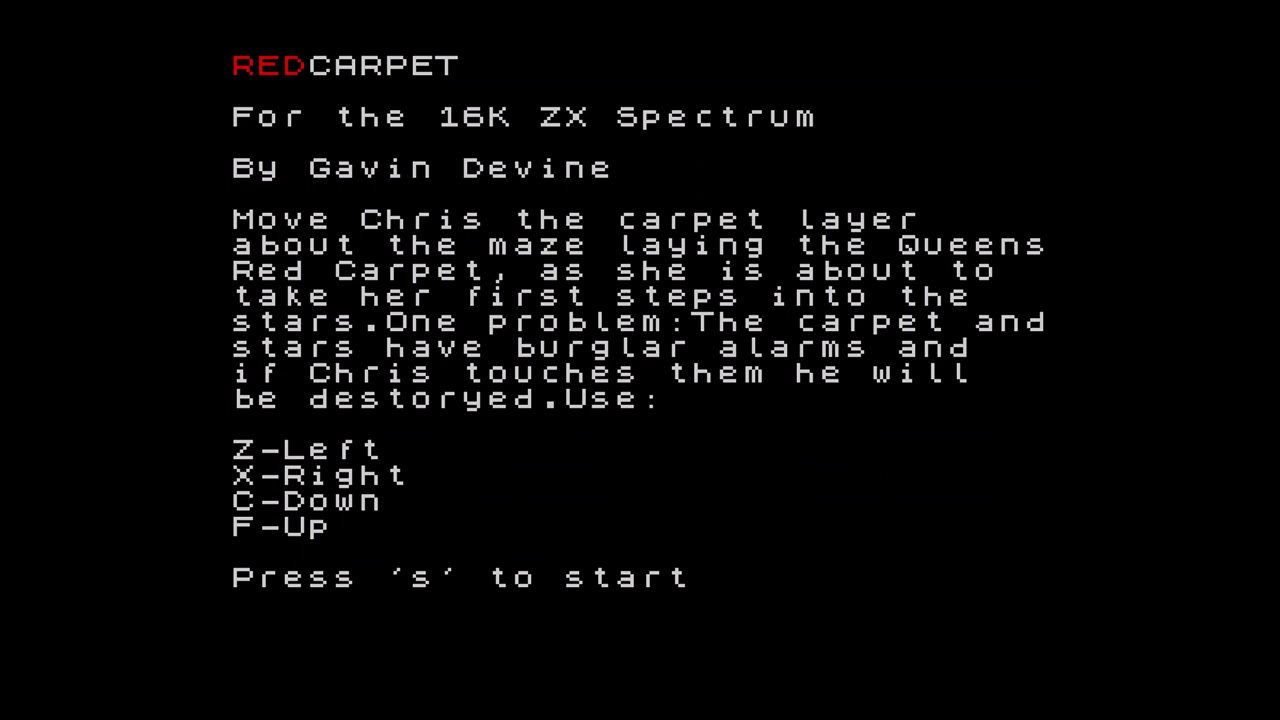 REDCARPET
For the 16K ZX Spectrum
By Gavin Devine
Move Chris the carpet layer
about the maze laying the Queens
Red Carpet, as she is about to
take her first steps into the
stars.One problem:The carpet and
stars have burglar alarms and
if Chris touches them he will
be destoryed.Use:
Z-Left
X-Right
C-Down
F-Up
Press 's' to start